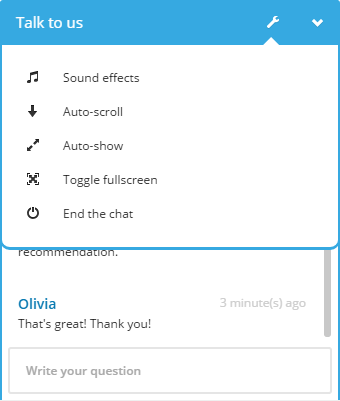 Talk to us
Sound effects
Auto-scroll
Auto-show
Toggle fullscreen
End the chat
recommendation.
Olivia 3 minute(s) ago
That's great! Thank you!
Write your question